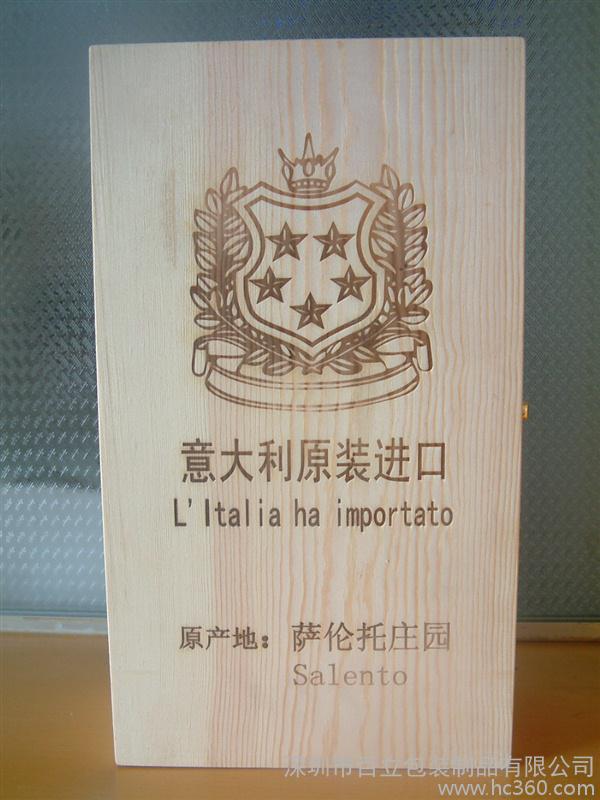 意大利原装进口
L'Italia ha importato
原产地：萨伦托庄园
Salento
深圳市百立包装制品有限公司
www.hc360.com